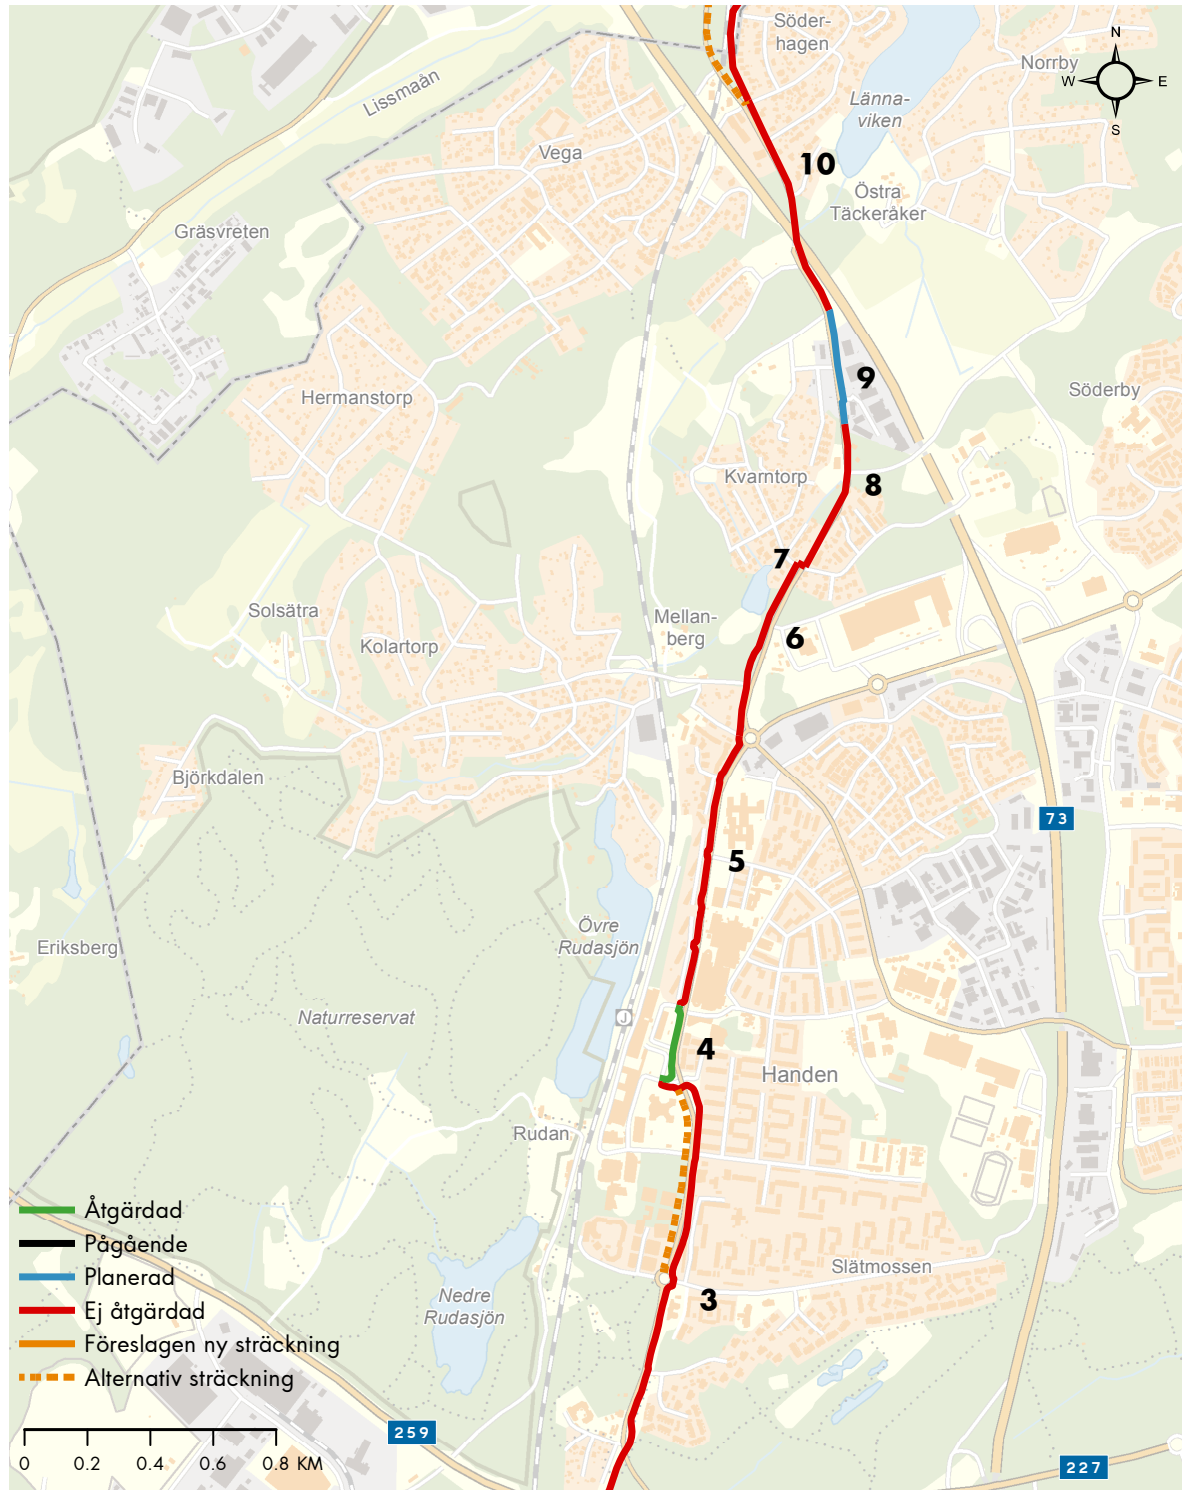 Söder-
hagen
N
W
E
S
Norrby
Lissmaån
Länna-
viken
Vega
10
Östra
Täckeråker
Gräsvreten
9
Söderby
Hermanstorp
Kvarntorp
8
7
Solsätra
Mellan-
berg
6
Kolartorp
Björkdalen
73
5
Övre
Rudasjön
Eriksberg
Naturreservat
J
4
Handen
Rudan
Åtgärdad
Pågående
Planerad
Ej åtgärdad
Föreslagen ny sträckning
Alternativ sträckning
Slätmossen
Nedre
Rudasjön
3
259
0 0.2 0.4 0.6 0.8 KM
227